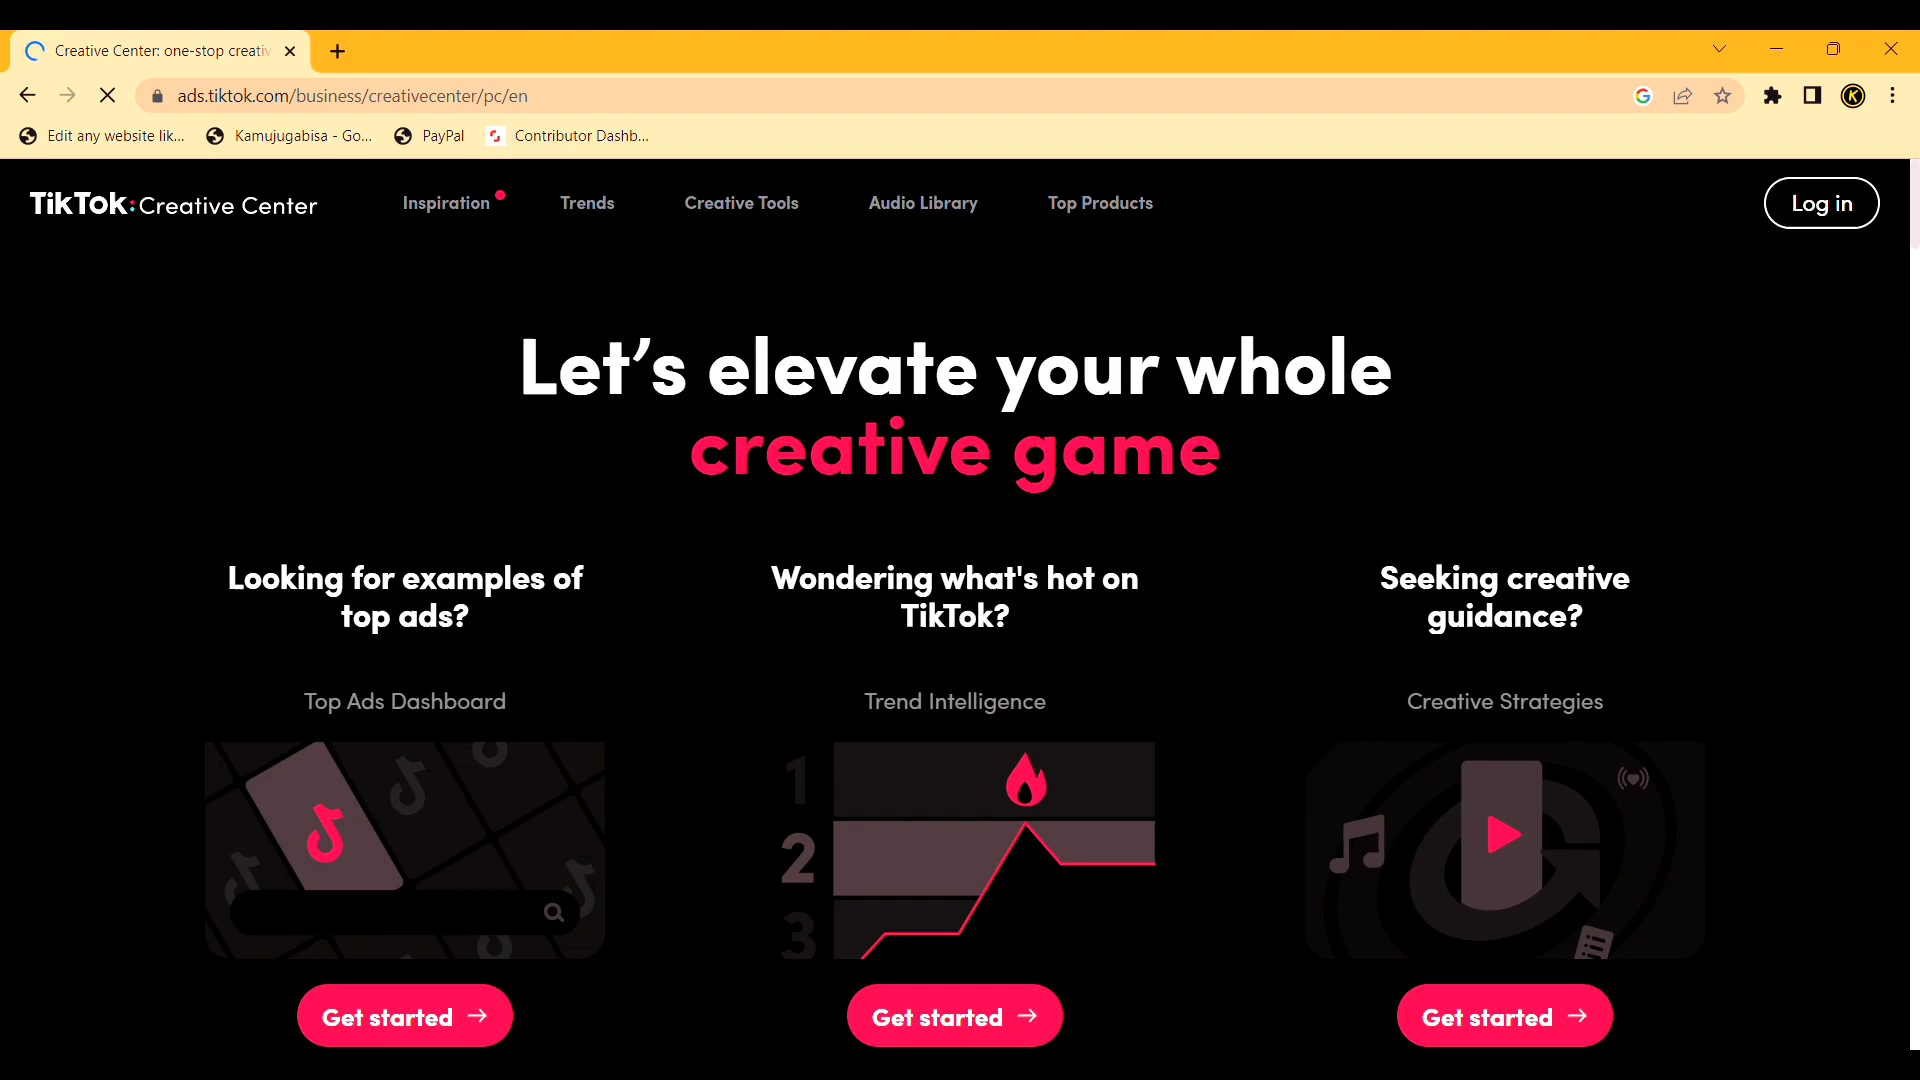 Creative Center: one-stop creativ
ads.tiktok.com/business/creativecenter/pc/en
Edit any website lik...
Kamujugabisa - Go...
PayPal
Contributor Dashb...
TikTok: Creative Center
Inspiration
Trends
Creative Tools
Audio Library
Top Products
Log in
Let’s elevate your whole
creative game
Looking for examples of
top ads?
Wondering what's hot on
TikTok?
Seeking creative
guidance?
Top Ads Dashboard
Trend Intelligence
Creative Strategies
1
2
3
Get started
Get started
Get started